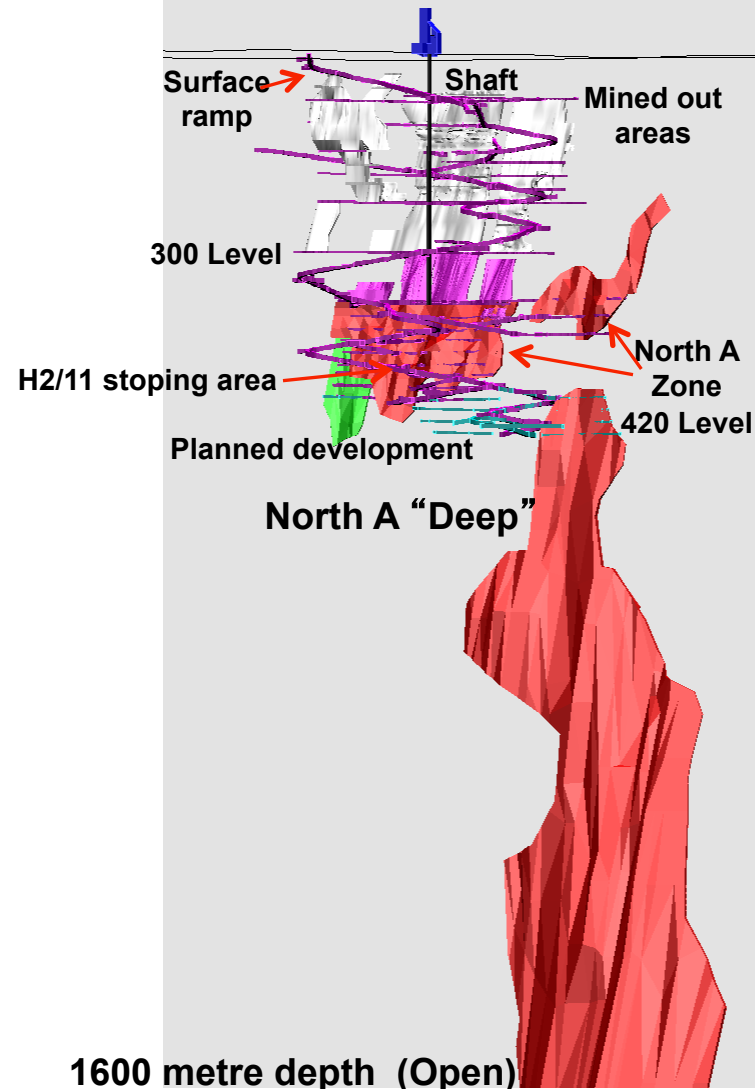 Surface
ramp
Shaft
Mined out
areas
300 Level
H2/11 stoping area
North A
Zone
420 Level
Planned development
North A “Deep”
1600 metre depth (Open)